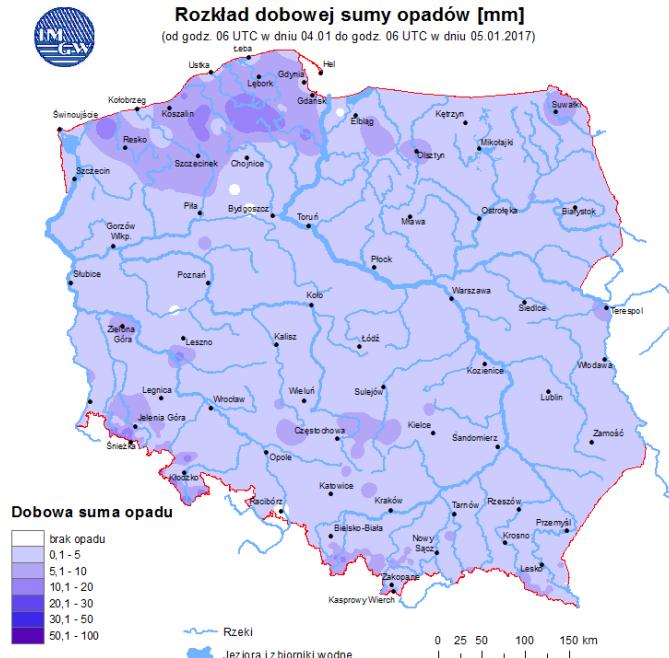 Rozkład dobowej sumy opadów [mm]
(od godz. 06 UTC w dniu 04.01 do godz. 06 UTC w dniu 05.01.2017)
IM
GW
Łeba
Ustka
Hel
Gdynia
Lębork
Gdańsk
Kołobrzeg
Koszalin
Świnoujście
Elbląg
Kętrzyn
Suwałki
Resko
Mikołajki
Olsztyn
Szczecinek
Chojnice
Szczecin
Piła
Bydgoszcz
Toruń
Mława
Ostrołęka
Białystok
Gorzów
Wlkp.
Płock
Słubice
Poznań
Koło
Warszawa
Siedlce
Terespol
Zielona
Góra
Leszno
Kalisz
Łódź
Kozienice
Włodawa
Legnica
Wrocław
Wieluń
Sulejów
Lublin
Jelenia Góra
Częstochowa
Kielce
Sandomierz
Zamość
Śnieżka
Opole
Kłodzko
Katowice
Racibórz
Kraków
Tarnów
Rzeszów
Przemyśl
Bielsko-Biała
Nowy
Sącz
Krosno
Lesko
Zakopane
Kasprowy Wierch
Dobowa suma opadu
brak opadu
0,1 - 5
5,1 - 10
10,1 - 20
20,1 - 30
30,1 - 50
50,1 - 100
Rzeki
Jeziora i zbiorniki wodne
0 25 50 100 150 km